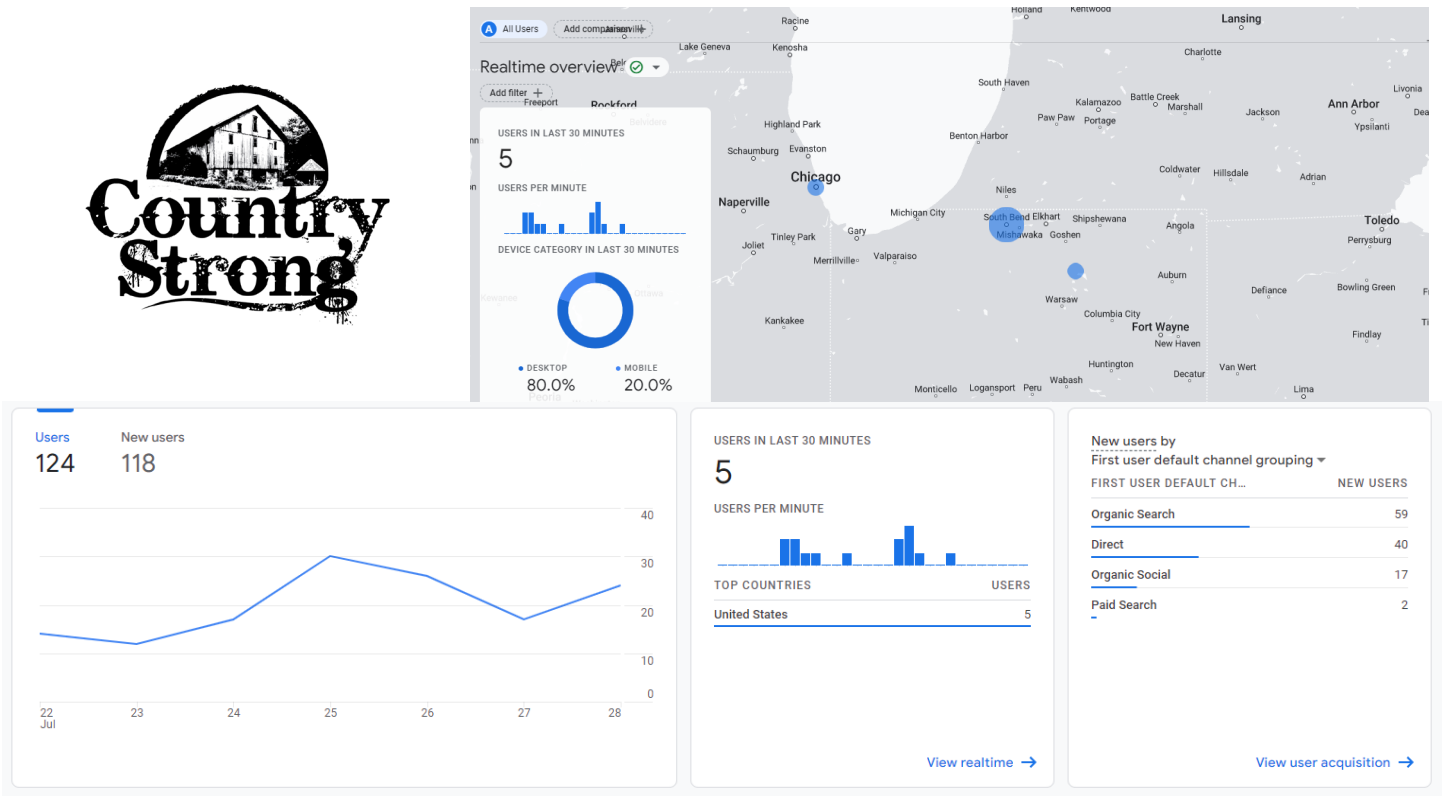 Country
Strong
A All Users
Add comparison
Realtime overview
Add filter
USERS IN LAST 30 MINUTES
5
USERS PER MINUTE
DEVICE CATEGORY IN LAST 30 MINUTES
DESKTOP
80.0%
MOBILE
20.0%
Janesville
Racine
Holland
Kentwood
Lansing
Lake Geneva
Kenosha
Charlotte
South Haven
Freeport
Rockford
Belvidere
Highland Park
Kalamazoo
Battle Creek
Marshall
Paw Paw
Portage
Jackson
Ann Arbor
Livonia
Ypsilanti
Schaumburg
Evanston
Benton Harbor
Chicago
Coldwater
Hillsdale
Adrian
Niles
Naperville
Michigan City
South Bend
Elkhart
Shipshewana
Angola
Toledo
Perrysburg
Joliet
Tinley Park
Gary
Mishawaka
Goshen
Merrillville
Valparaiso
Auburn
Kewanee
Ottawa
Warsaw
Defiance
Bowling Green
Kankakee
Columbia City
Fort Wayne
New Haven
Findlay
Huntington
Decatur
Van Wert
Peoria
Monticello
Logansport
Peru
Wabash
Lima
Users
124
New users
118
40
30
20
10
0
22
Jul
23
24
25
26
27
28
USERS IN LAST 30 MINUTES
5
USERS PER MINUTE
TOP COUNTRIES USERS
United States 5
View realtime
New users by
First user default channel grouping
FIRST USER DEFAULT CH... NEW USERS
Organic Search 59
Direct 40
Organic Social 17
Paid Search 2
View user acquisition